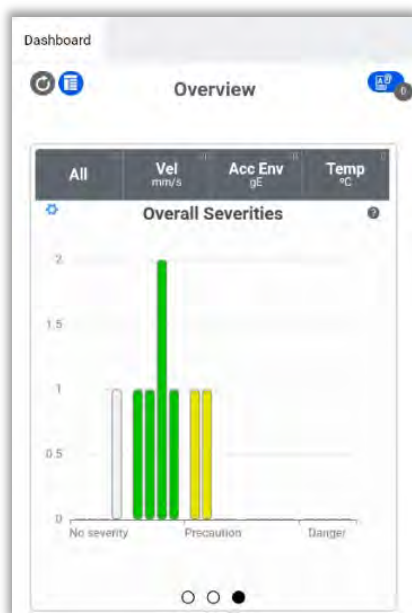 Dashboard
Overview
0
All
Vel
mm/s
Acc Env
gE
Temp
°C
Overall Severities
?
2
1.5
1
0.5
0
No severity
Precaution
Danger